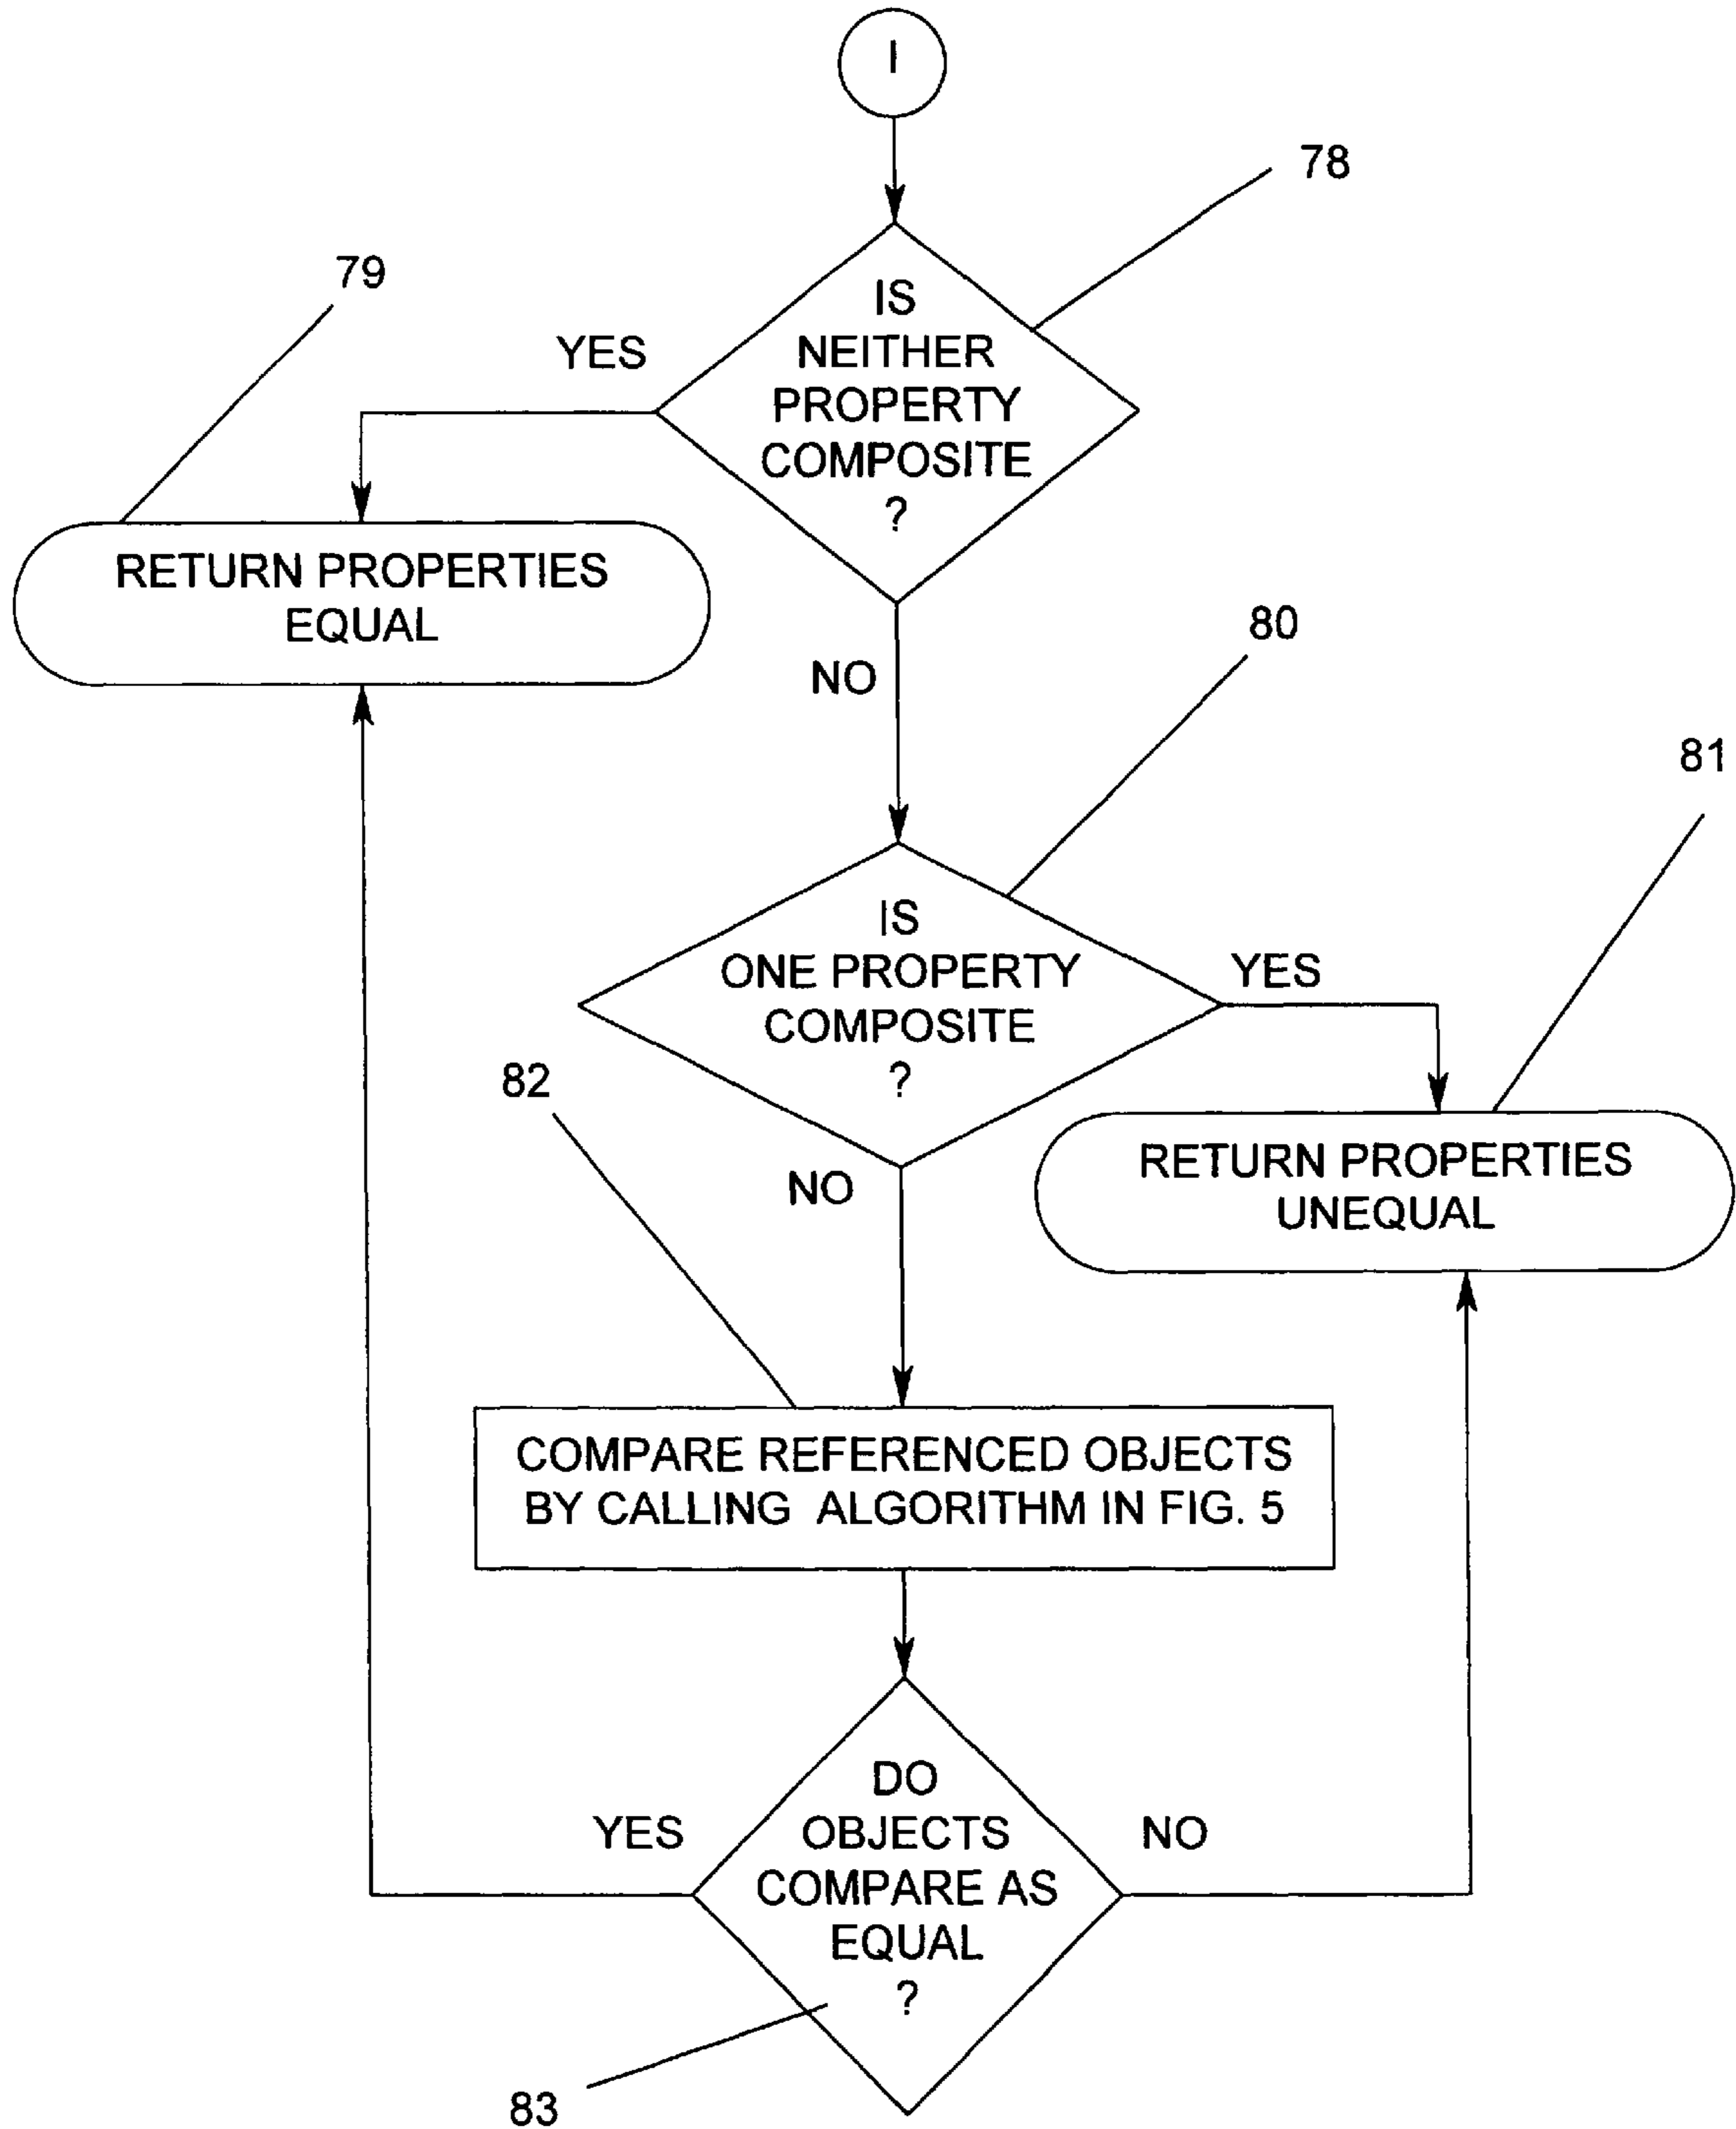 I
78
79
IS
NEITHER
PROPERTY
COMPOSITE
?
YES
RETURN PROPERTIES
EQUAL
NO
80
81
IS
ONE PROPERTY
COMPOSITE
?
YES
82
NO
RETURN PROPERTIES
UNEQUAL
COMPARE REFERENCED OBJECTS
BY CALLING ALGORITHM IN FIG. 5
DO
OBJECTS
COMPARE AS
EQUAL
?
YES
NO
83